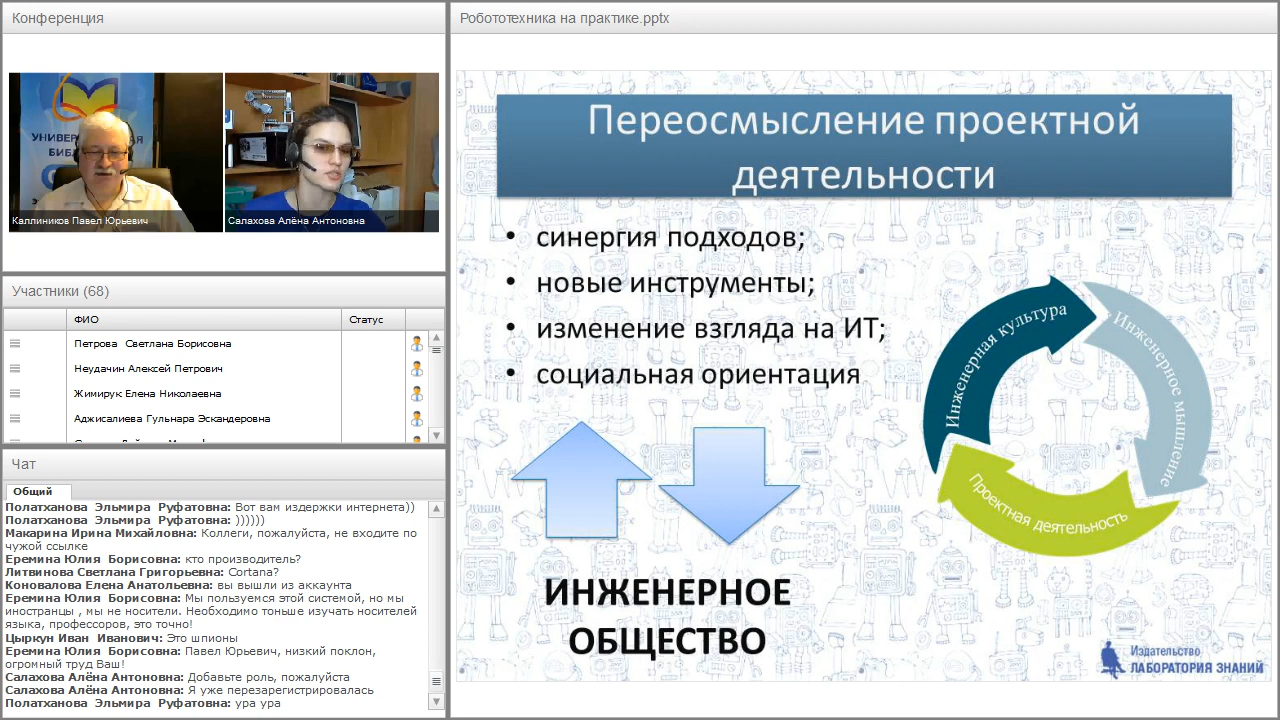 Конференция
УНИВЕР
НАЯ
БИБЛ
Каллиников Павел Юрьевич
Салахова Алёна Антоновна
Участники (68)
ФИО
Статус
Петрова Светлана Борисовна
Неудачин Алексей Петрович
Жимирук Елена Николаевна
Аджисалиева Гульнара Эскандеровна
Чат
Общий
Полатханова Эльмира Руфатовна: Вот вам издержки интернета))
Полатханова Эльмира Руфатовна: ))))))
Макарина Ирина Михайловна: Коллеги, пожалуйста, не входите по
чужой ссылке
Еремина Юлия Борисовна: кто производитель?
Литвинова Светлана Григорьевна: Cortana?
Коновалова Елена Анатольевна: вы вышли из аккаунта
Еремина Юлия Борисовна: Мы пользуемся этой системой, но мы
иностранцы , мы не носители. Необходимо тоньше изучать носителей
языка, профессоров, это точно!
Цыркун Иван Иванович: Это шпионы
Еремина Юлия Борисовна: Павел Юрьевич, низкий поклон,
огромный труд Ваш!
Салахова Алёна Антоновна: Добавьте роль, пожалуйста
Салахова Алёна Антоновна: Я уже перезарегистрировалась
Полатханова Эльмира Руфатовна: ура ура
Робототехника на практике.pptx
Переосмысление проектной
деятельности
• синергия подходов;
• новые инструменты;
• изменение взгляда на ИТ;
• социальная ориентация
Инженерная культура
Инженерное мышление
Проектная деятельность
ИНЖЕНЕРНОЕ
ОБЩЕСТВО
Издательство
ЛАБОРАТОРИЯ ЗНАНИЙ